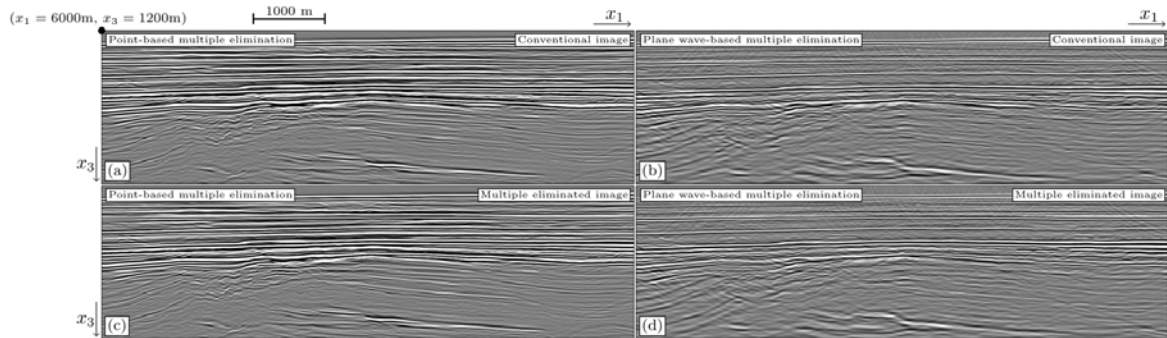 (x₁ = 6000m, x₃ = 1200m)
1000 m
x₁
Point-based multiple elimination
Conventional image
Plane wave-based multiple elimination
Conventional image
x₃
(a)
(b)
Point-based multiple elimination
Multiple eliminated image
Plane wave-based multiple elimination
Multiple eliminated image
x₃
(c)
(d)